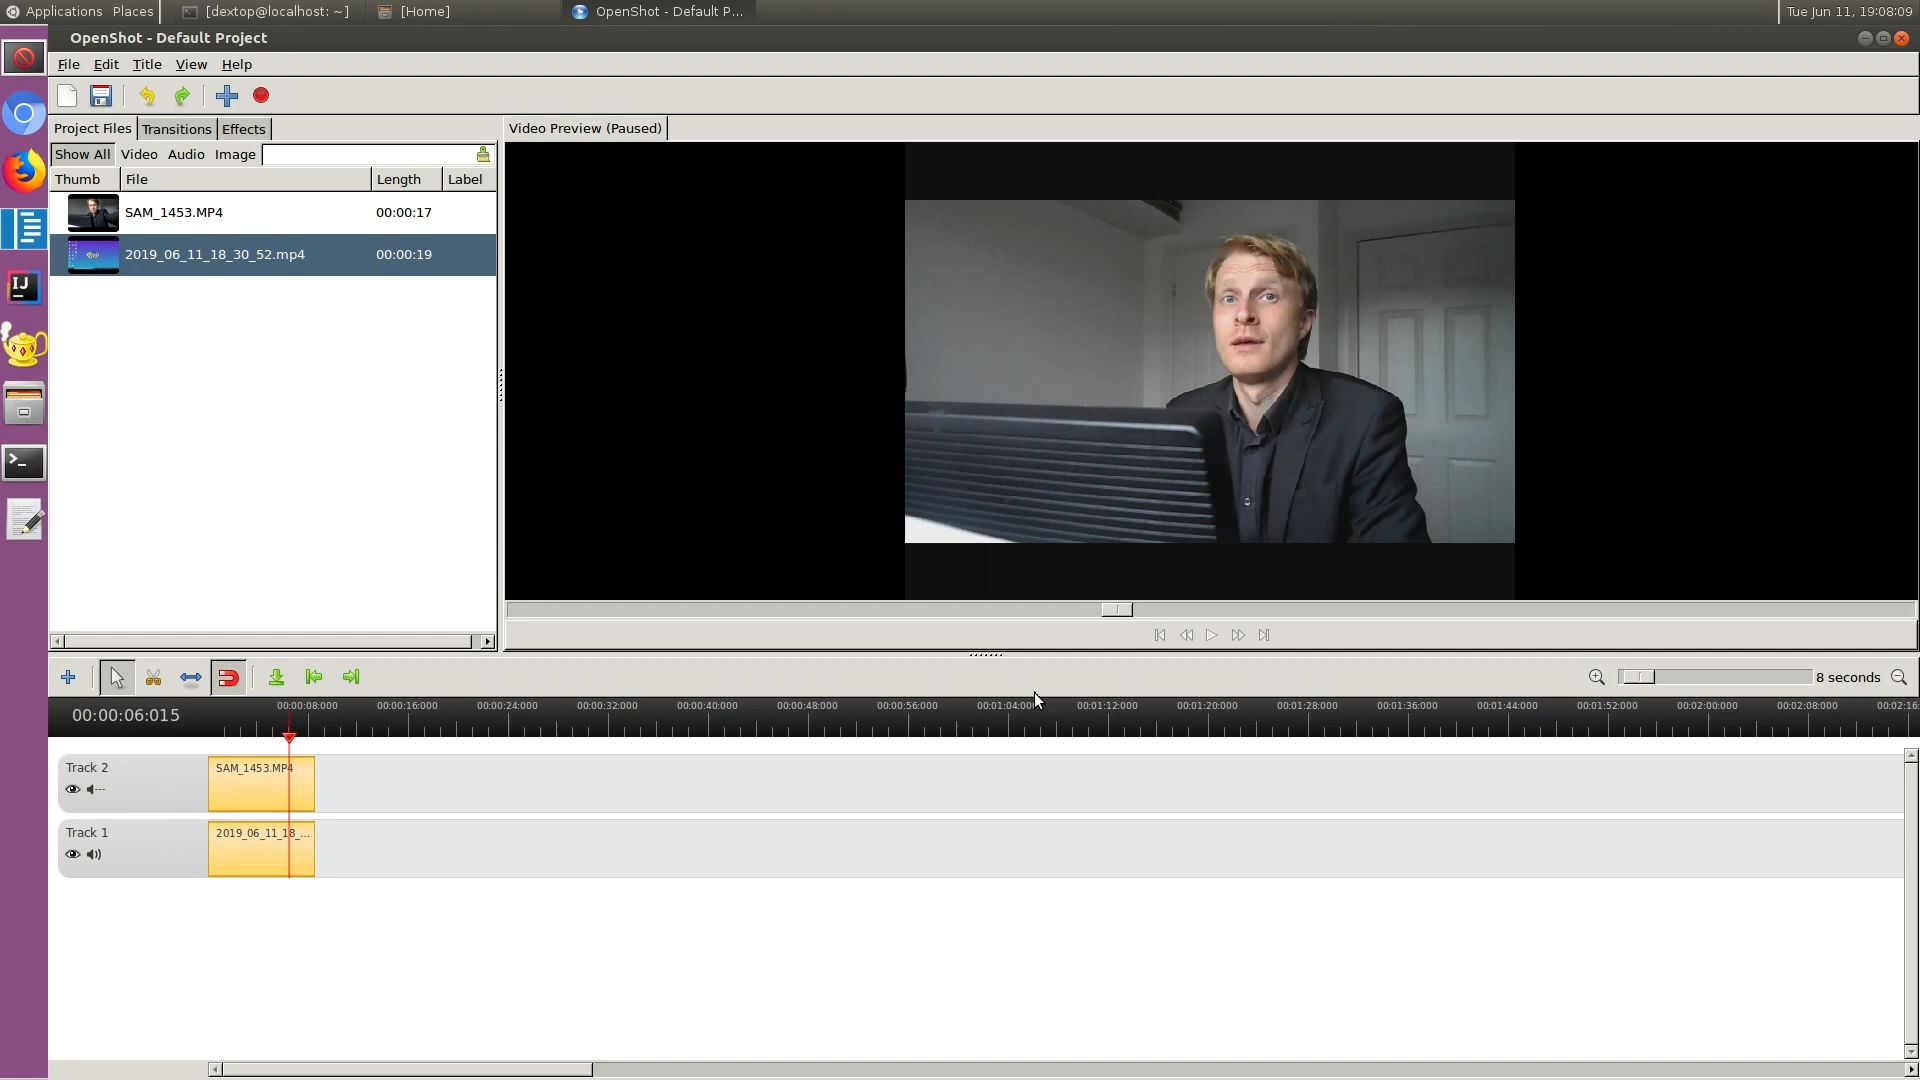 Applications Places [dextop@localhost: ~] [Home] OpenShot - Default P... Tue Jun 11, 19:08:09
OpenShot - Default Project
File Edit Title View Help
Project Files Transitions Effects
Video Preview (Paused)
Show All Video Audio Image
Thumb File Length Label
SAM_1453.MP4 00:00:17
2019_06_11_18_30_52.mp4 00:00:19
IJ
8 seconds
00:00:06:015
00:00:08:000 00:00:16:000 00:00:24:000 00:00:32:000 00:00:40:000 00:00:48:000 00:00:56:000 00:01:04:000 00:01:12:000 00:01:20:000 00:01:28:000 00:01:36:000 00:01:44:000 00:01:52:000 00:02:00:000 00:02:08:000 00:02:16:
Track 2 SAM_1453.MP4
Track 1 2019_06_11_18_...